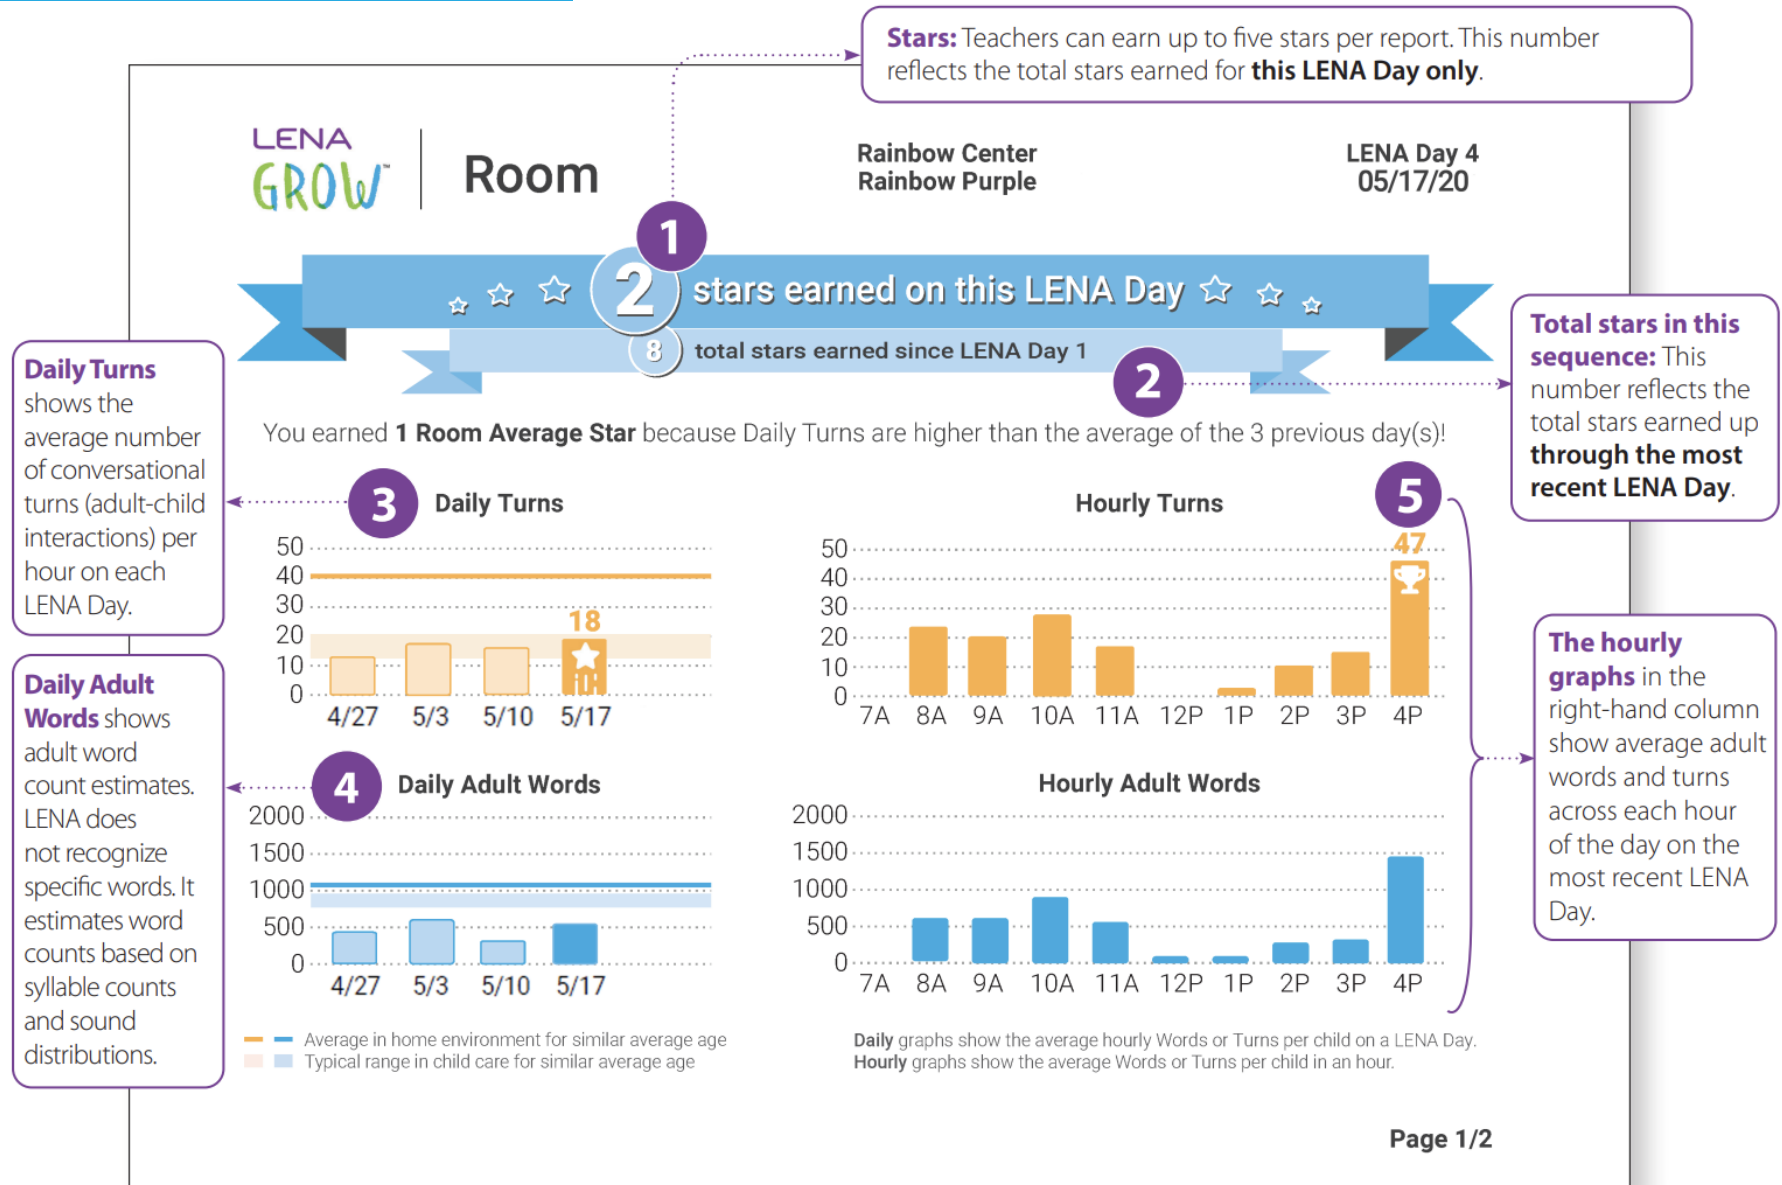 Stars: Teachers can earn up to five stars per report. This number
reflects the total stars earned for this LENA Day only.
LENA
GROW™
Room
Rainbow Center
Rainbow Purple
LENA Day 4
05/17/20
1
2 stars earned on this LENA Day
8 total stars earned since LENA Day 1
2
Total stars in this
sequence: This
number reflects the
total stars earned up
through the most
recent LENA Day.
You earned 1 Room Average Star because Daily Turns are higher than the average of the 3 previous day(s)!
Daily Turns
shows the
average number
of conversational
turns (adult-child
interactions) per
hour on each
LENA Day.
3
Daily Turns
50
40
30
20
10
0
18
4/27 5/3 5/10 5/17
5
Hourly Turns
50
40
30
20
10
0
47
7A 8A 9A 10A 11A 12P 1P 2P 3P 4P
Daily Adult
Words shows
adult word
count estimates.
LENA does
not recognize
specific words. It
estimates word
counts based on
syllable counts
and sound
distributions.
4
Daily Adult Words
2000
1500
1000
500
0
4/27 5/3 5/10 5/17
Hourly Adult Words
2000
1500
1000
500
0
7A 8A 9A 10A 11A 12P 1P 2P 3P 4P
The hourly
graphs in the
right-hand column
show average adult
words and turns
across each hour
of the day on the
most recent LENA
Day.
Average in home environment for similar average age
Typical range in child care for similar average age
Daily graphs show the average hourly Words or Turns per child on a LENA Day.
Hourly graphs show the average Words or Turns per child in an hour.
Page 1/2